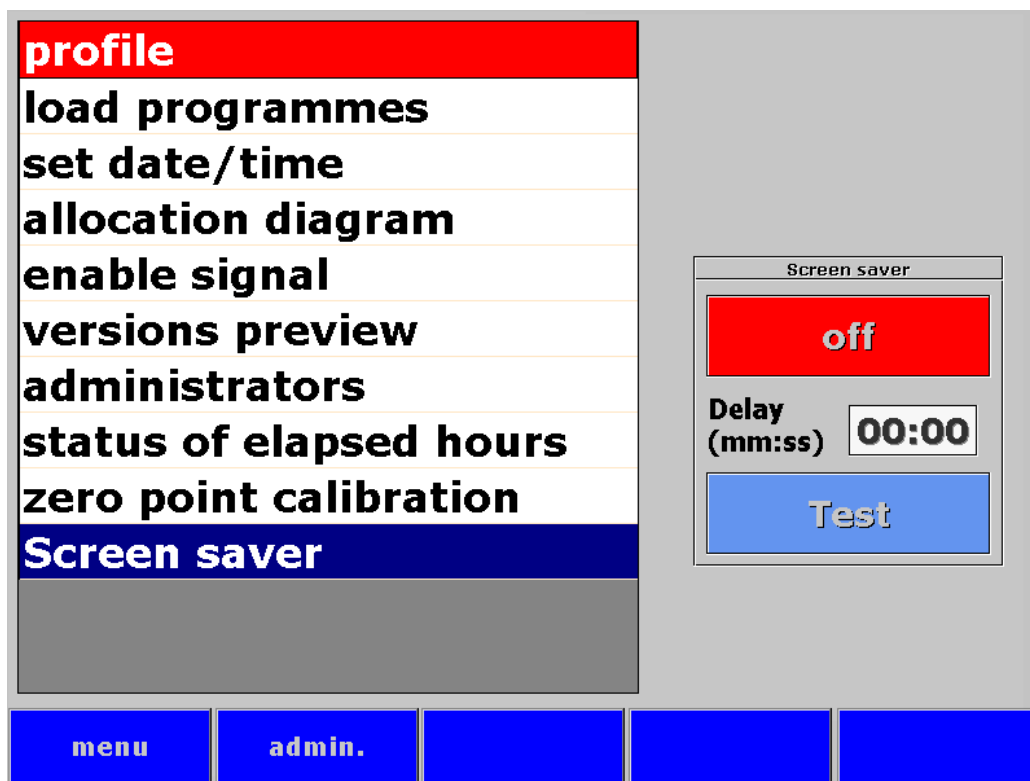 profile
load programmes
set date/time
allocation diagram
enable signal
versions preview
administrators
status of elapsed hours
zero point calibration
Screen saver
Screen saver
off
Delay
(mm:ss)
00:00
Test
menu
admin.